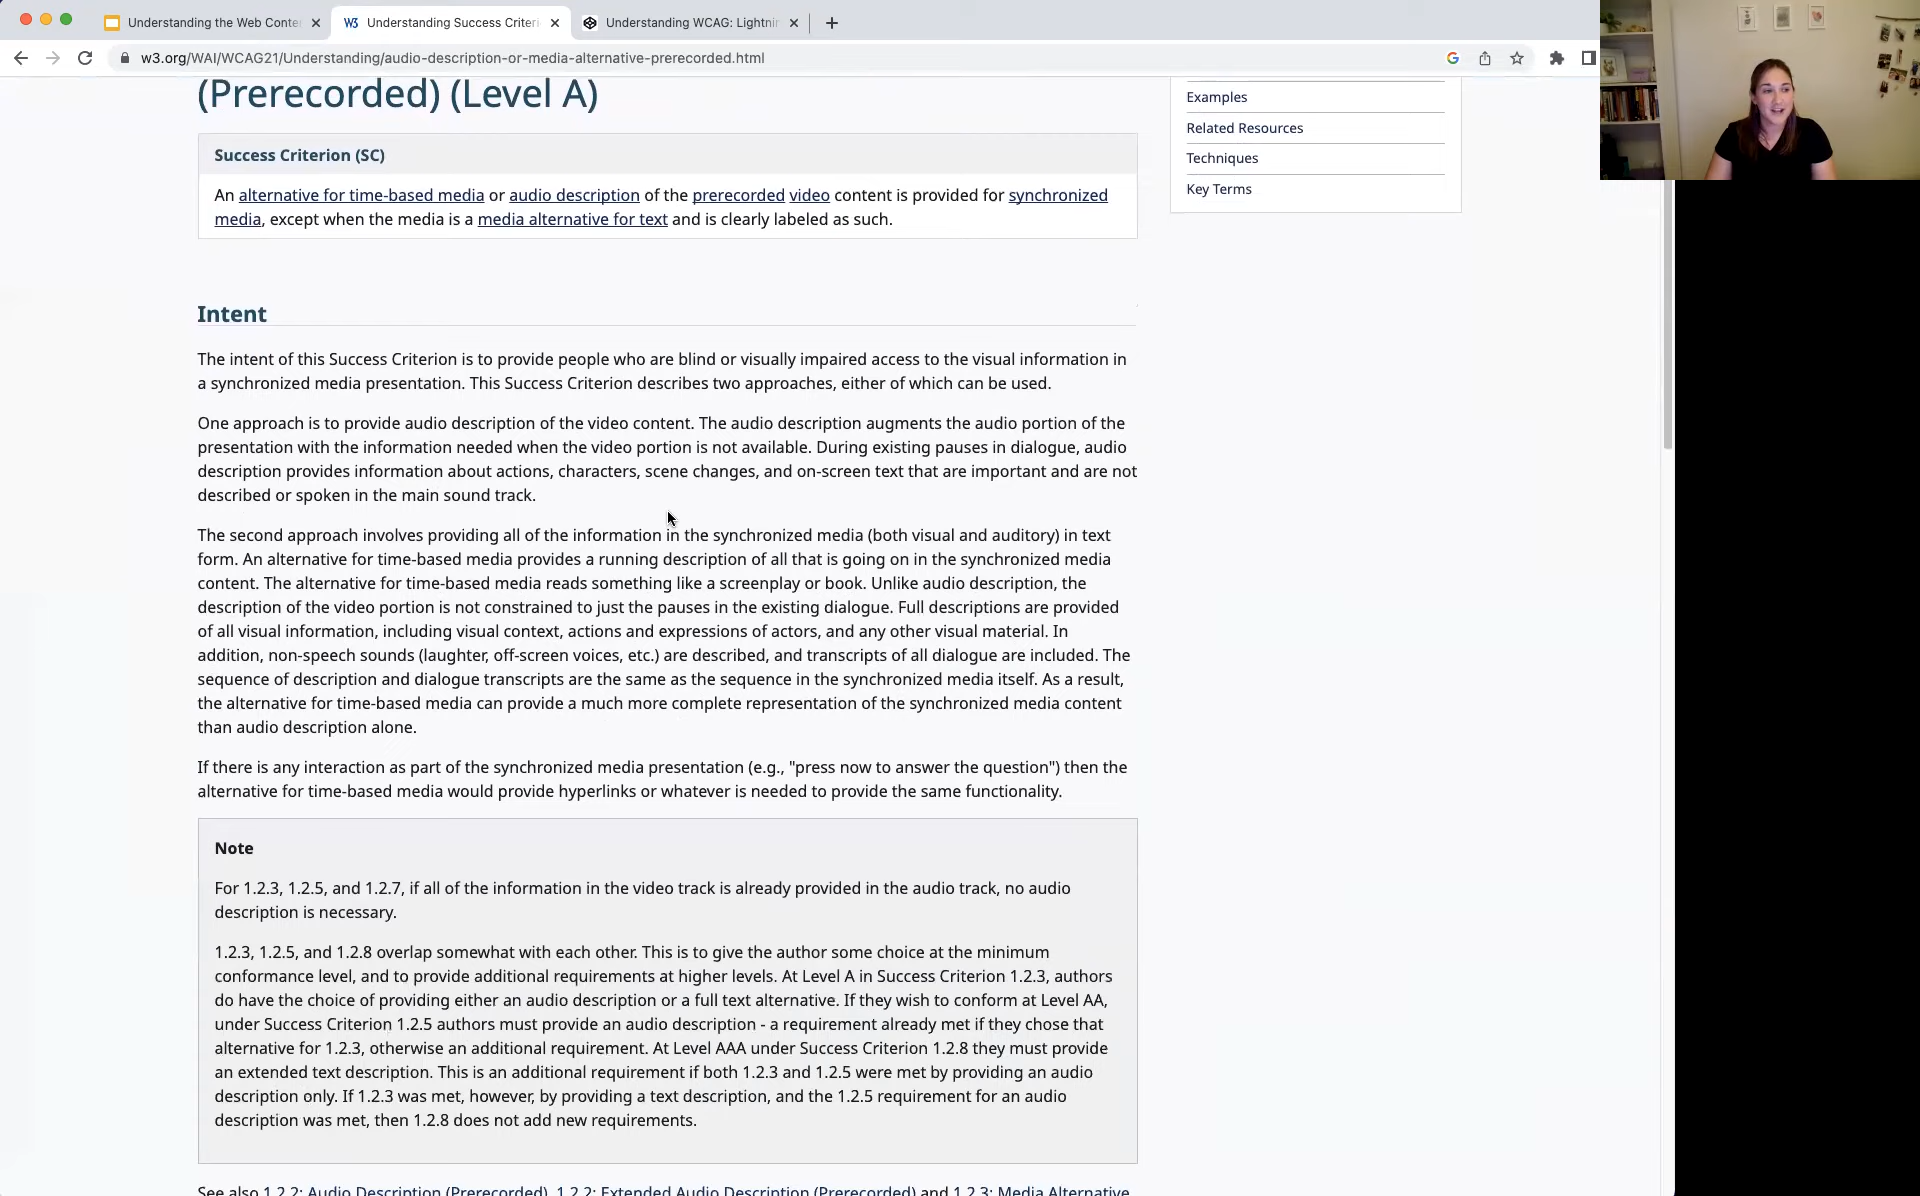 Understanding the Web Conte
Understanding Success Criteri
Understanding WCAG: Lightnin
w3.org/WAI/WCAG21/Understanding/audio-description-or-media-alternative-prerecorded.html
(Prerecorded) (Level A)
Success Criterion (SC)
An alternative for time-based media or audio description of the prerecorded video content is provided for synchronized
media, except when the media is a media alternative for text and is clearly labeled as such.
Examples
Related Resources
Techniques
Key Terms
Intent
The intent of this Success Criterion is to provide people who are blind or visually impaired access to the visual information in
a synchronized media presentation. This Success Criterion describes two approaches, either of which can be used.
One approach is to provide audio description of the video content. The audio description augments the audio portion of the
presentation with the information needed when the video portion is not available. During existing pauses in dialogue, audio
description provides information about actions, characters, scene changes, and on-screen text that are important and are not
described or spoken in the main sound track.
The second approach involves providing all of the information in the synchronized media (both visual and auditory) in text
form. An alternative for time-based media provides a running description of all that is going on in the synchronized media
content. The alternative for time-based media reads something like a screenplay or book. Unlike audio description, the
description of the video portion is not constrained to just the pauses in the existing dialogue. Full descriptions are provided
of all visual information, including visual context, actions and expressions of actors, and any other visual material. In
addition, non-speech sounds (laughter, off-screen voices, etc.) are described, and transcripts of all dialogue are included. The
sequence of description and dialogue transcripts are the same as the sequence in the synchronized media itself. As a result,
the alternative for time-based media can provide a much more complete representation of the synchronized media content
than audio description alone.
If there is any interaction as part of the synchronized media presentation (e.g., "press now to answer the question") then the
alternative for time-based media would provide hyperlinks or whatever is needed to provide the same functionality.
Note
For 1.2.3, 1.2.5, and 1.2.7, if all of the information in the video track is already provided in the audio track, no audio
description is necessary.
1.2.3, 1.2.5, and 1.2.8 overlap somewhat with each other. This is to give the author some choice at the minimum
conformance level, and to provide additional requirements at higher levels. At Level A in Success Criterion 1.2.3, authors
do have the choice of providing either an audio description or a full text alternative. If they wish to conform at Level AA,
under Success Criterion 1.2.5 authors must provide an audio description - a requirement already met if they chose that
alternative for 1.2.3, otherwise an additional requirement. At Level AAA under Success Criterion 1.2.8 they must provide
an extended text description. This is an additional requirement if both 1.2.3 and 1.2.5 were met by providing an audio
description only. If 1.2.3 was met, however, by providing a text description, and the 1.2.5 requirement for an audio
description was met, then 1.2.8 does not add new requirements.
See also 1.2.2: Audio Description (Prerecorded), 1.2.2: Extended Audio Description (Prerecorded) and 1.2.3: Media Alternative